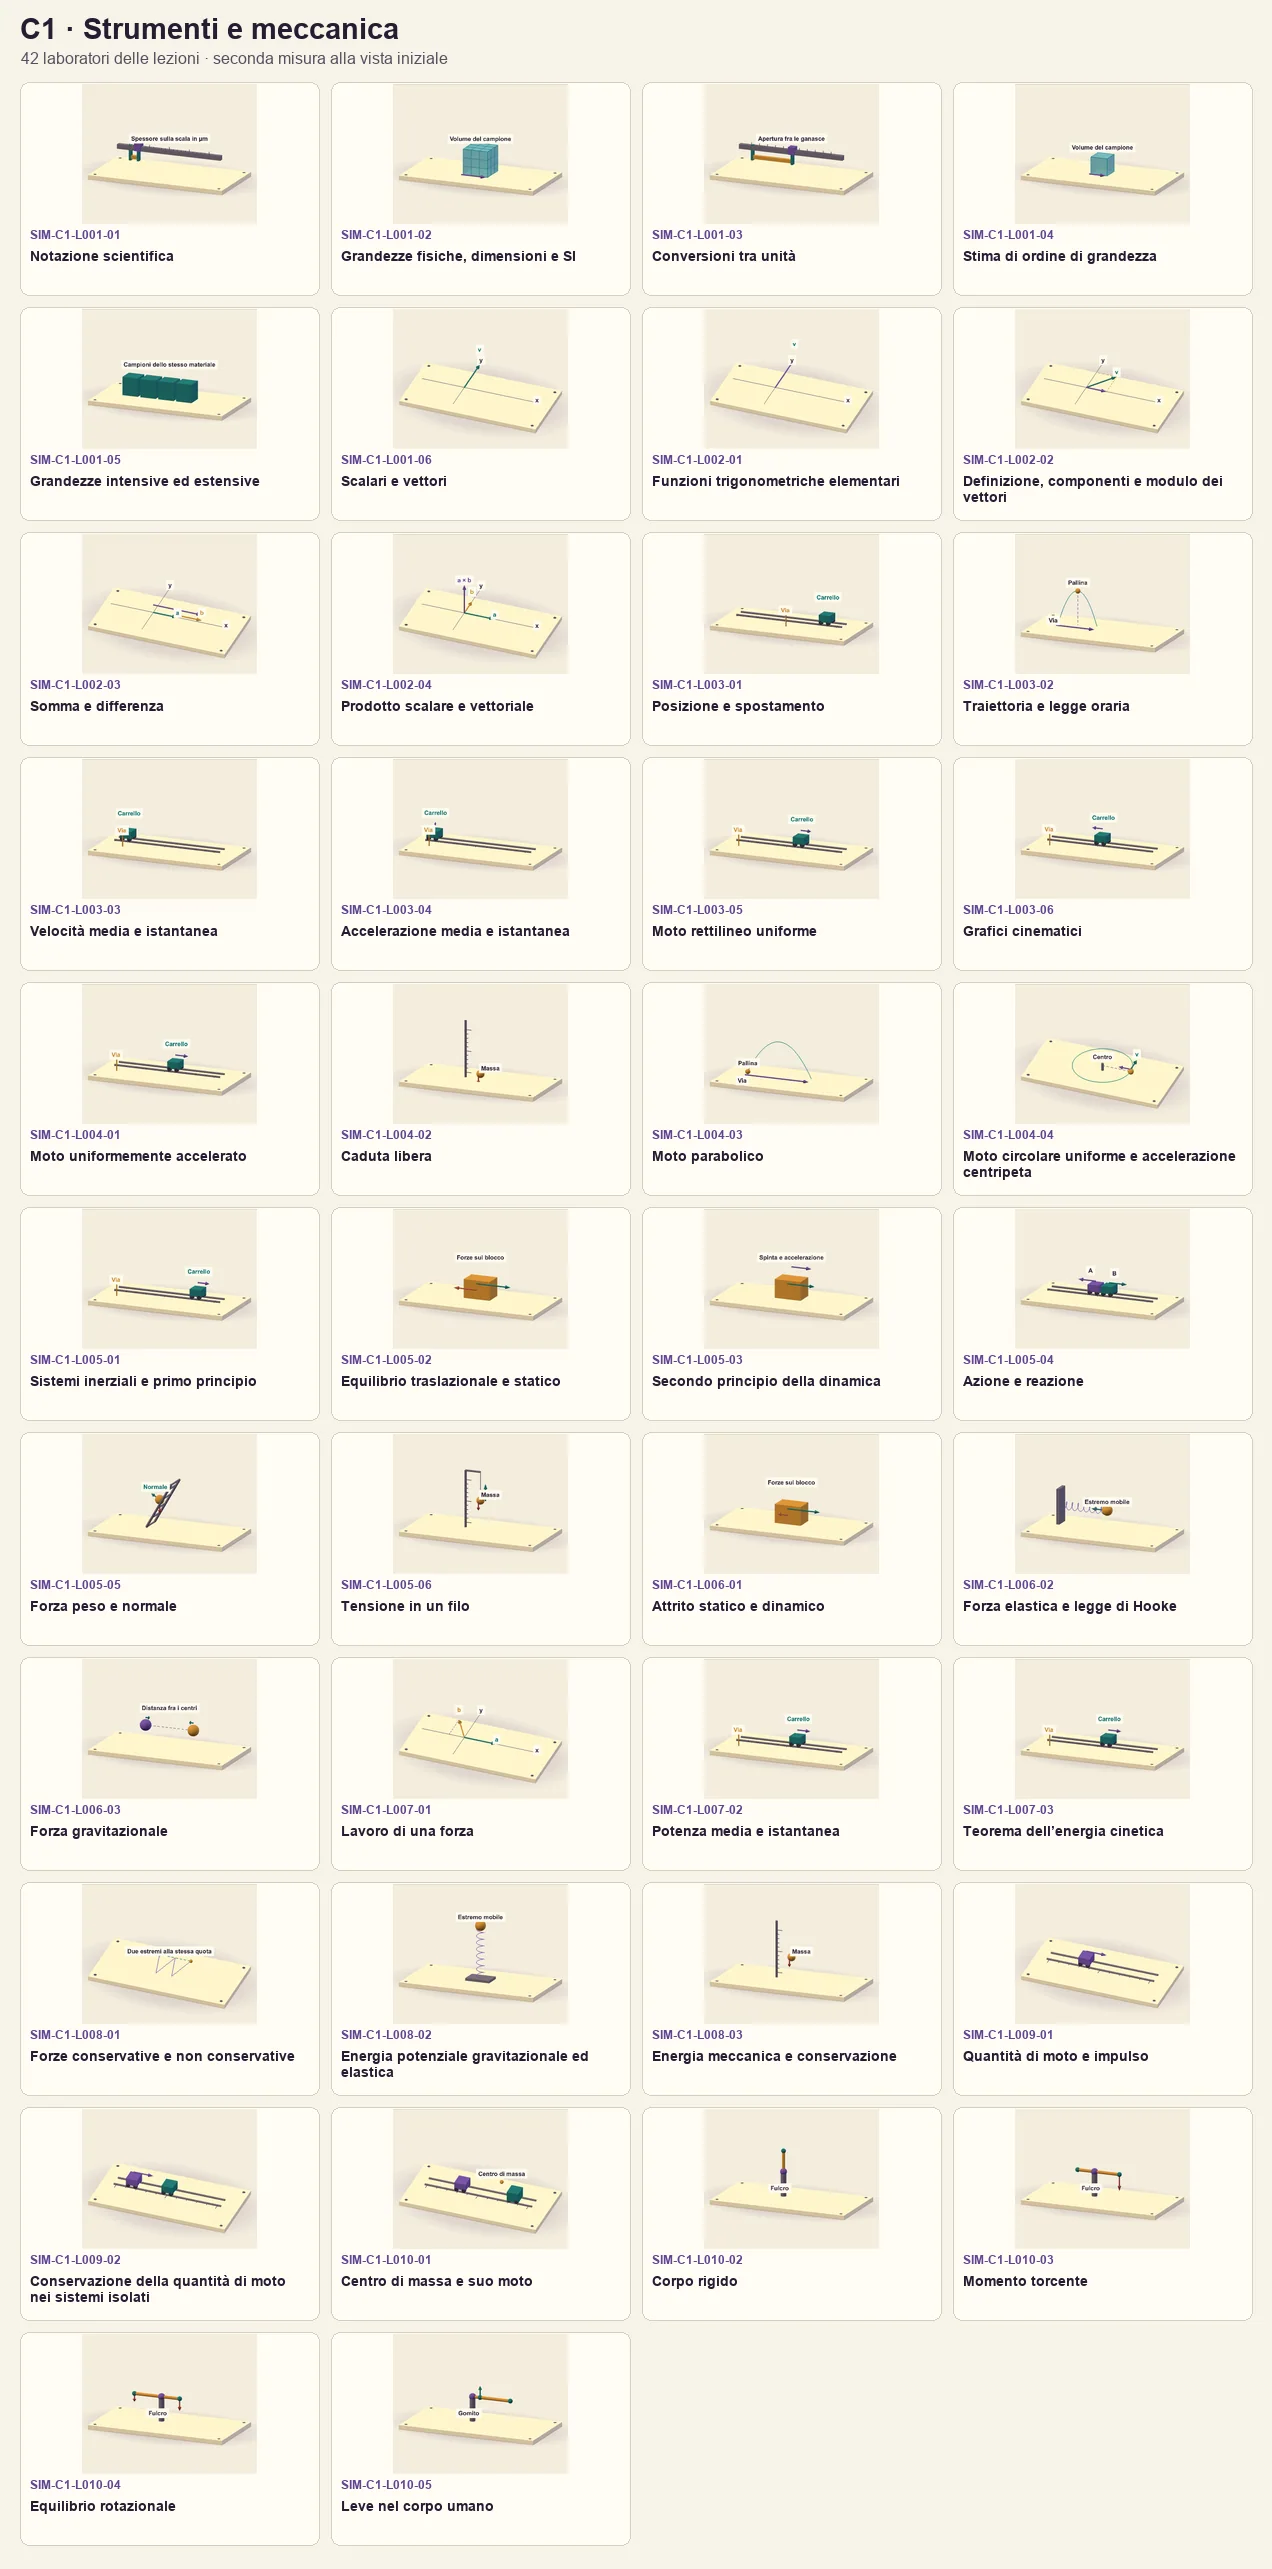 C1 · Strumenti e meccanica
42 laboratori delle lezioni · seconda misura alla vista iniziale
Spessore sulla scala in μm
SIM-C1-L001-01
Notazione scientifica
Volume del campione
SIM-C1-L001-02
Grandezze fisiche, dimensioni e SI
Apertura fra le ganasce
SIM-C1-L001-03
Conversioni tra unità
Volume del campione
SIM-C1-L001-04
Stima di ordine di grandezza
Campioni dello stesso materiale
SIM-C1-L001-05
Grandezze intensive ed estensive
v
y
x
SIM-C1-L001-06
Scalari e vettori
v
y
x
SIM-C1-L002-01
Funzioni trigonometriche elementari
y
v
x
SIM-C1-L002-02
Definizione, componenti e modulo dei
vettori
y
a
b
x
SIM-C1-L002-03
Somma e differenza
a × b
y
b
a
x
SIM-C1-L002-04
Prodotto scalare e vettoriale
Carrello
Via
SIM-C1-L003-01
Posizione e spostamento
Pallina
Via
SIM-C1-L003-02
Traiettoria e legge oraria
Carrello
Via
SIM-C1-L003-03
Velocità media e istantanea
Carrello
Via
SIM-C1-L003-04
Accelerazione media e istantanea
Carrello
Via
SIM-C1-L003-05
Moto rettilineo uniforme
Carrello
Via
SIM-C1-L003-06
Grafici cinematici
Carrello
Via
SIM-C1-L004-01
Moto uniformemente accelerato
Massa
SIM-C1-L004-02
Caduta libera
Pallina
Via
SIM-C1-L004-03
Moto parabolico
Centro
v
SIM-C1-L004-04
Moto circolare uniforme e accelerazione
centripeta
Carrello
Via
SIM-C1-L005-01
Sistemi inerziali e primo principio
Forze sul blocco
SIM-C1-L005-02
Equilibrio traslazionale e statico
Spinta e accelerazione
SIM-C1-L005-03
Secondo principio della dinamica
A
B
SIM-C1-L005-04
Azione e reazione
Normale
SIM-C1-L005-05
Forza peso e normale
Massa
SIM-C1-L005-06
Tensione in un filo
Forze sul blocco
SIM-C1-L006-01
Attrito statico e dinamico
Estremo mobile
SIM-C1-L006-02
Forza elastica e legge di Hooke
Distanza fra i centri
SIM-C1-L006-03
Forza gravitazionale
b
y
a
x
SIM-C1-L007-01
Lavoro di una forza
Carrello
Via
SIM-C1-L007-02
Potenza media e istantanea
Carrello
Via
SIM-C1-L007-03
Teorema dell’energia cinetica
Due estremi alla stessa quota
SIM-C1-L008-01
Forze conservative e non conservative
Estremo mobile
SIM-C1-L008-02
Energia potenziale gravitazionale ed
elastica
Massa
SIM-C1-L008-03
Energia meccanica e conservazione
SIM-C1-L009-01
Quantità di moto e impulso
SIM-C1-L009-02
Conservazione della quantità di moto
nei sistemi isolati
Centro di massa
SIM-C1-L010-01
Centro di massa e suo moto
Fulcro
SIM-C1-L010-02
Corpo rigido
Fulcro
SIM-C1-L010-03
Momento torcente
Fulcro
SIM-C1-L010-04
Equilibrio rotazionale
Gomito
SIM-C1-L010-05
Leve nel corpo umano